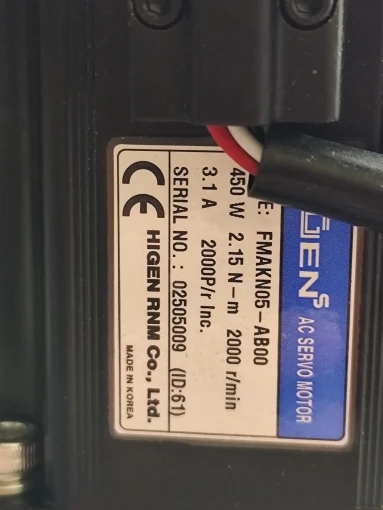 GENS
AC SERVO MOTOR
E: FMAKN05-AB00
450 W 2.15 N-m 2000 r/min
3.1 A 2000P/r Inc.
SERIAL NO.: 02505009 (ID:61)
CE HIGEN RNM Co., Ltd.
MADE IN KOREA